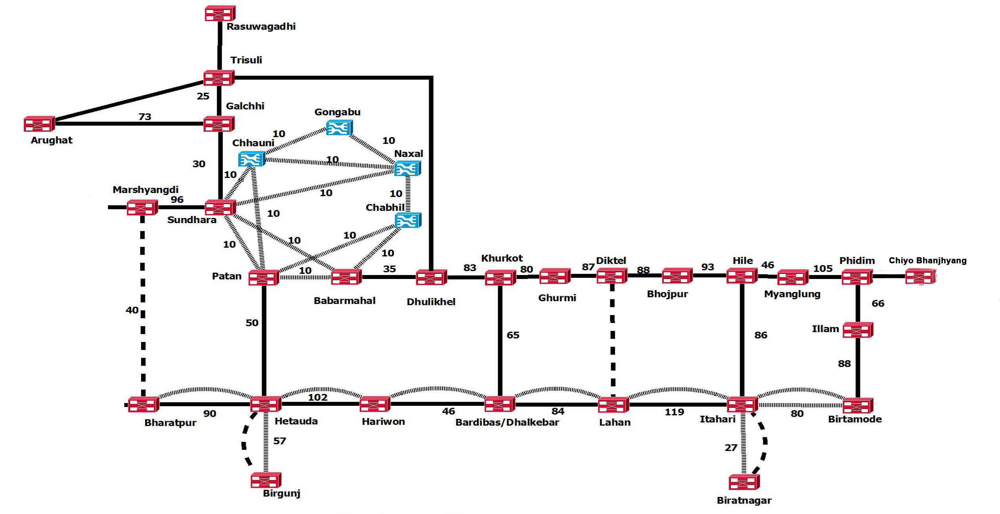 Rasuwagadhi
Trisuli
25
Galchhi
73
Arughat
Gongabu
10
10
Chhauni
Naxal
10
30
10
Marshyangdi
96
10
10
Sundhara
Chabhil
10
10
10
10
10
Patan
10
35
Babarmahal
Dhulikhel
83
Khurkot
80
Ghurmi
87
Diktel
88
Bhojpur
93
Hile
46
Myanglung
105
Phidim
Chiyo Bhanjhyang
66
40
50
65
86
Illam
88
Bharatpur
90
Hetauda
102
Hariwon
46
Bardibas/Dhalkebar
84
Lahan
119
Itahari
80
Birtamode
57
27
Birgunj
Biratnagar